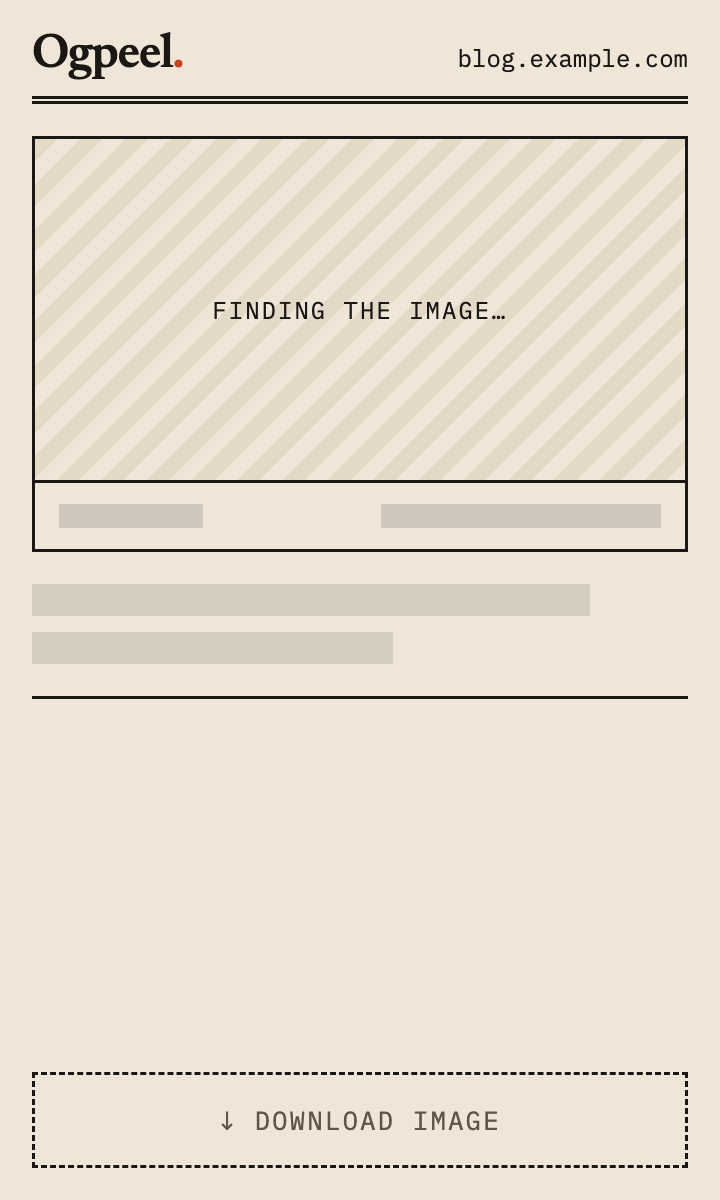 Ogpeel.
blog.example.com
FINDING THE IMAGE…
↓ DOWNLOAD IMAGE